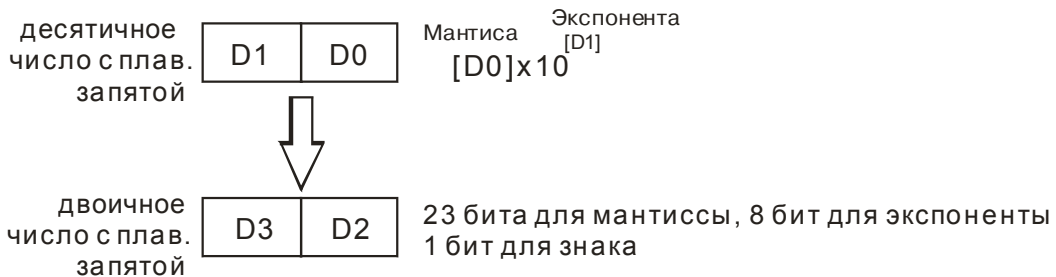 десятичное
число с плав.
запятой
D1 D0
Мантиса
Экспонента
[D0]x10[D1]
двоичное
число с плав.
запятой
D3 D2
23 бита для мантиссы, 8 бит для экспоненты
1 бит для знака